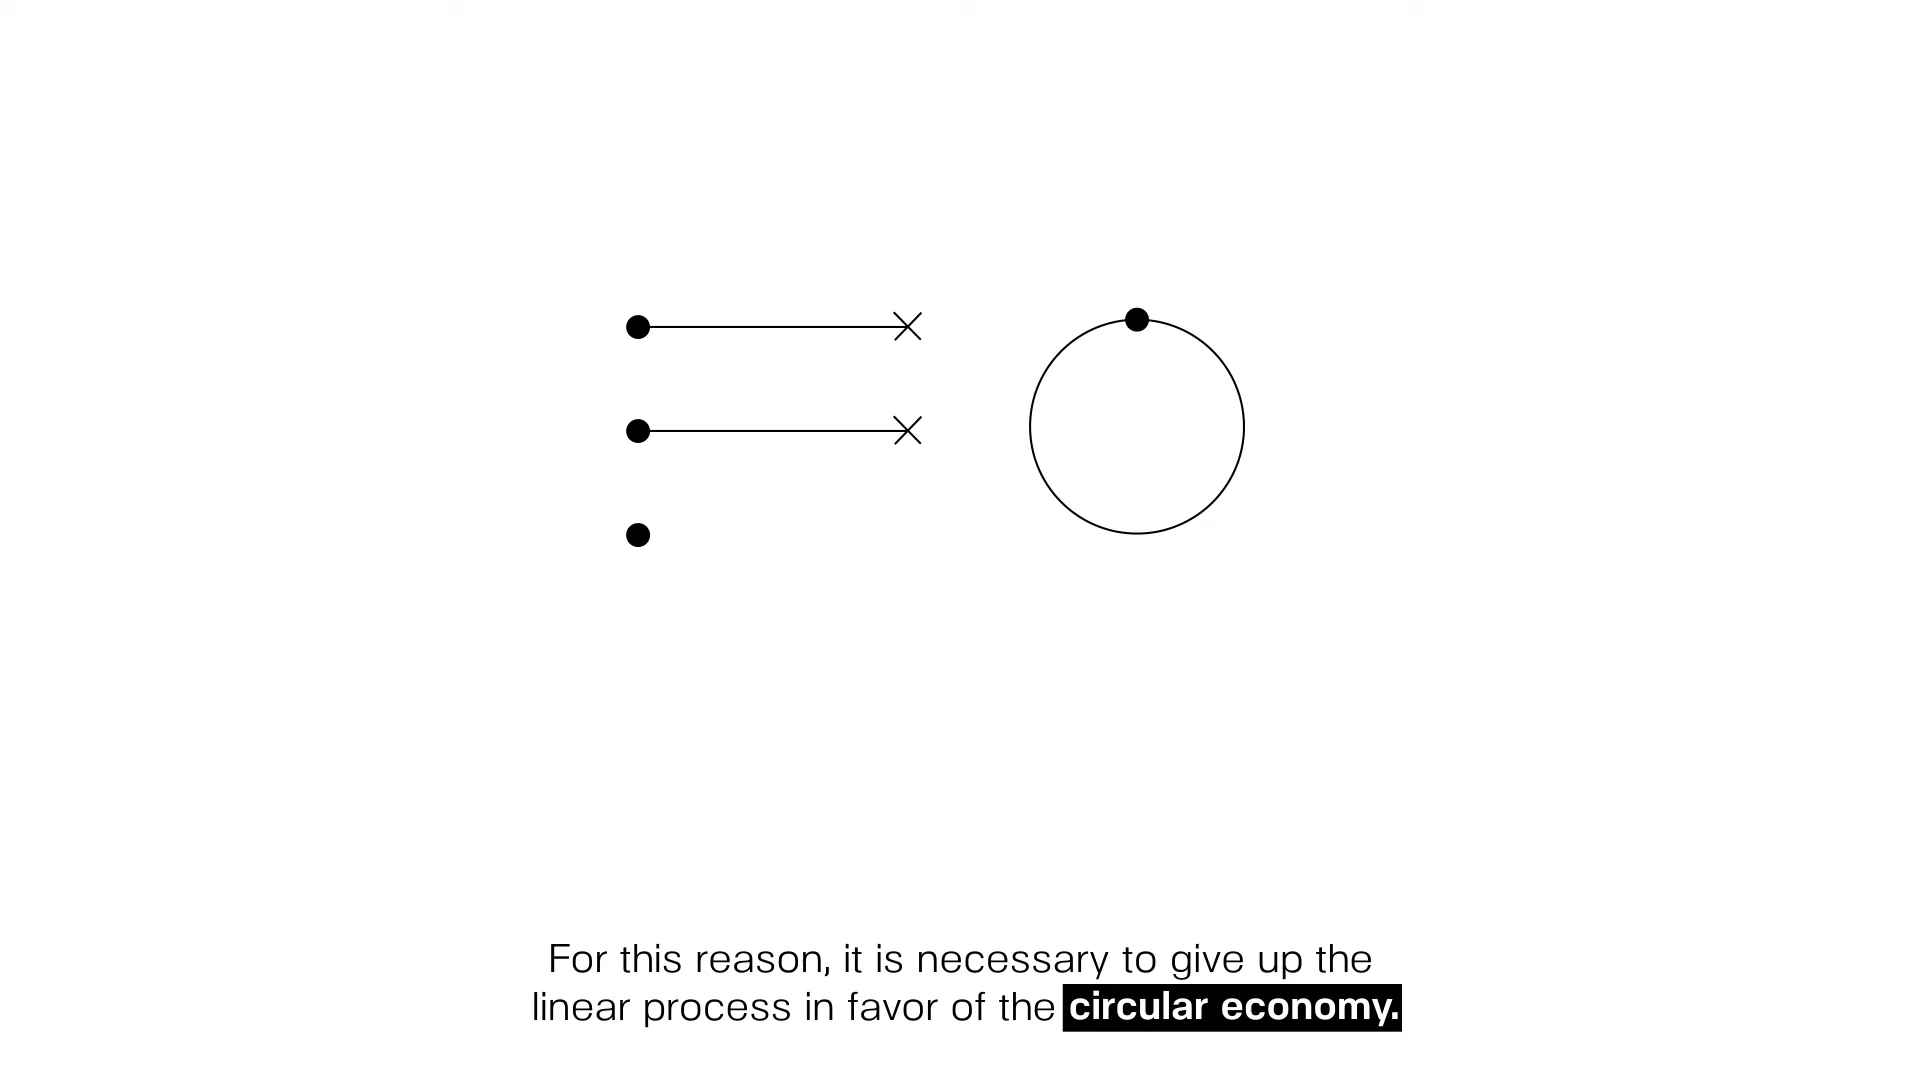 For this reason, it is necessary to give up the
linear process in favor of the circular economy.